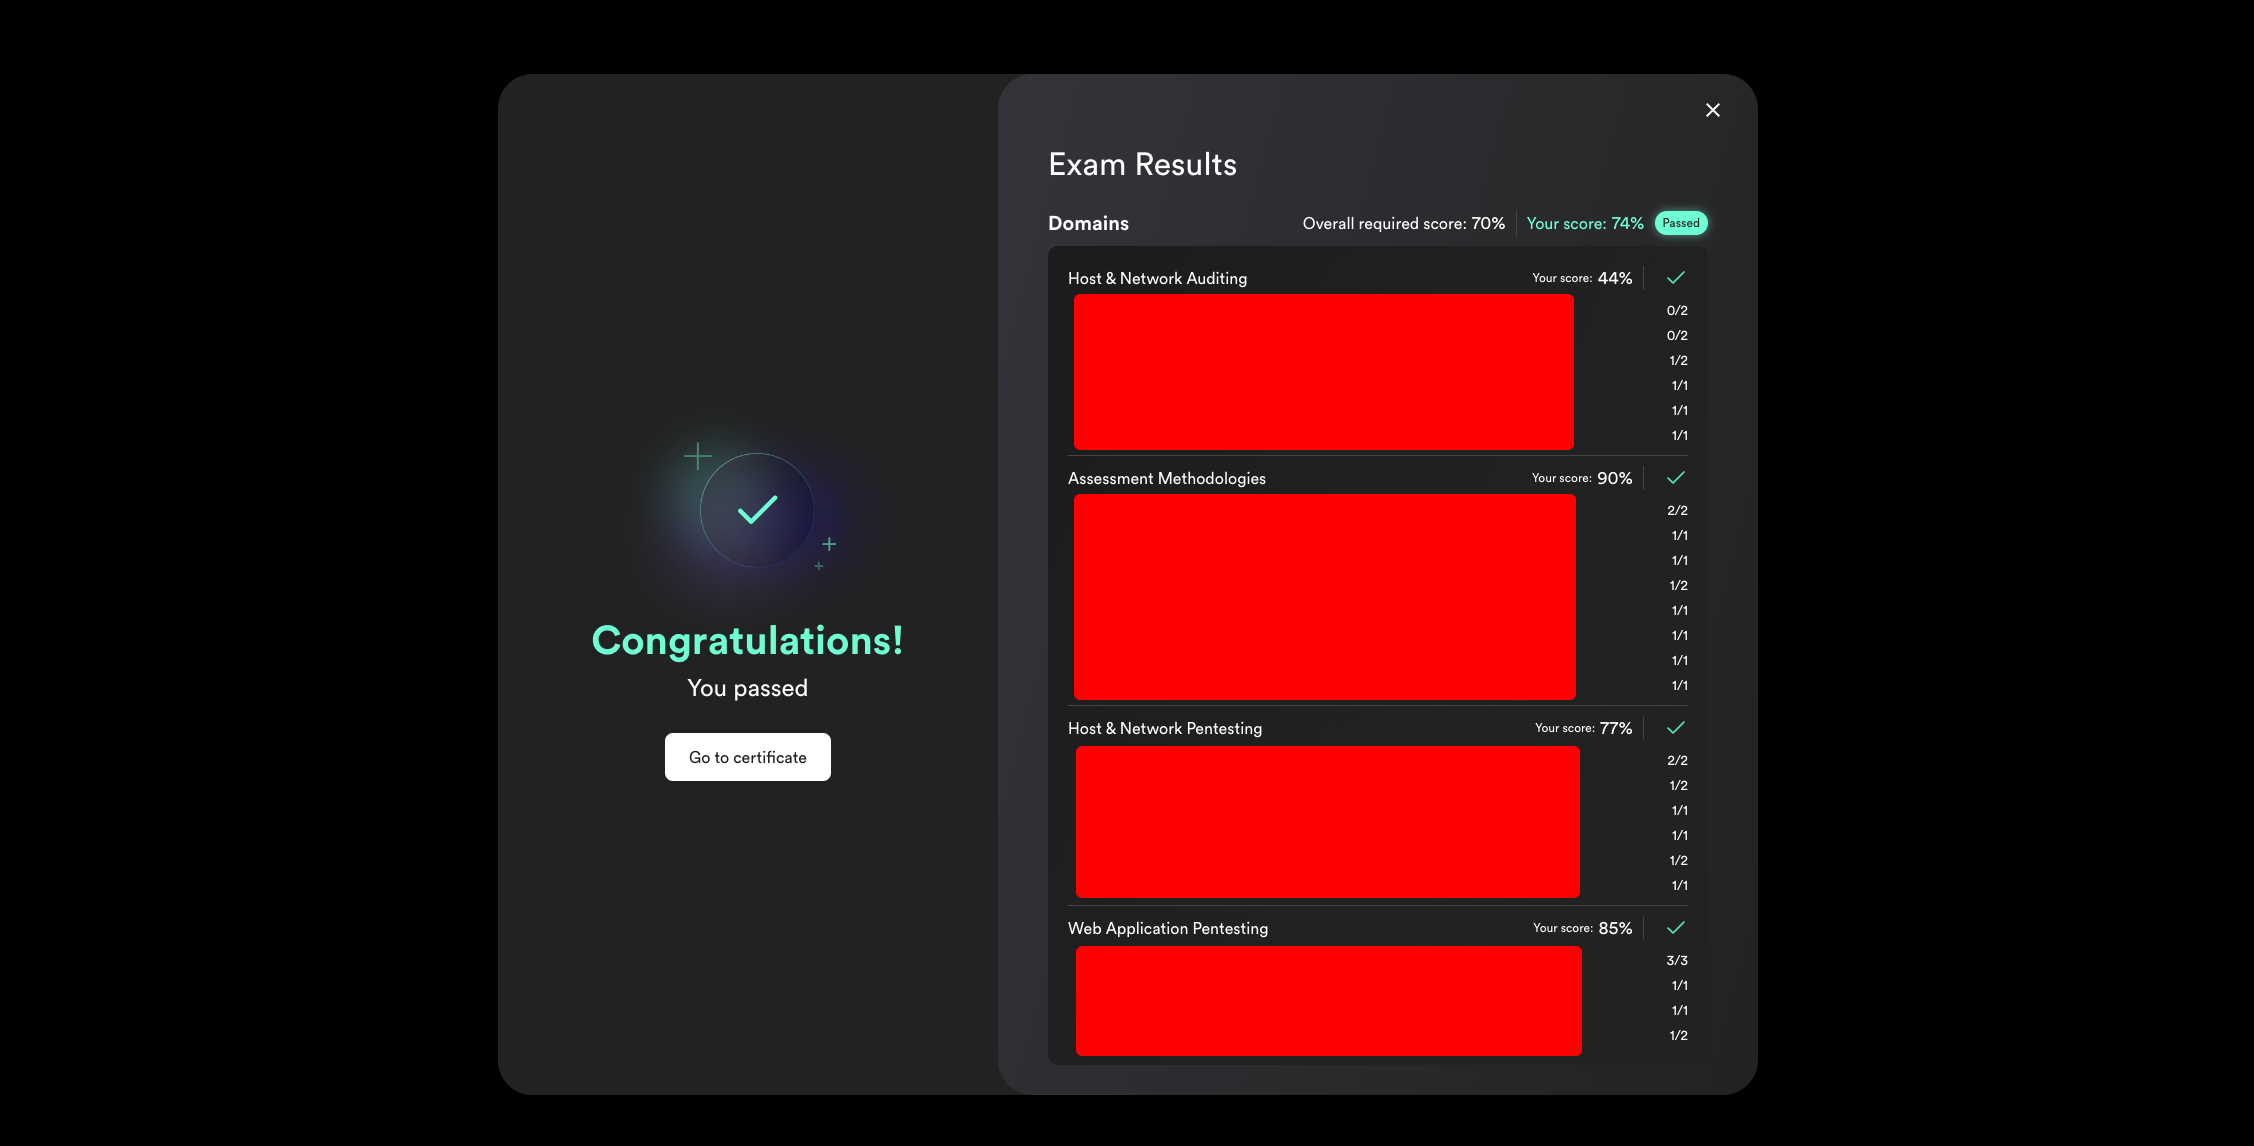 Congratulations!
You passed
Go to certificate
Exam Results
Domains Overall required score: 70% Your score: 74% Passed
Host & Network Auditing Your score: 44%
0/2
0/2
1/2
1/1
1/1
1/1
Assessment Methodologies Your score: 90%
2/2
1/1
1/1
1/2
1/1
1/1
1/1
1/1
Host & Network Pentesting Your score: 77%
2/2
1/2
1/1
1/1
1/2
1/1
Web Application Pentesting Your score: 85%
3/3
1/1
1/1
1/2